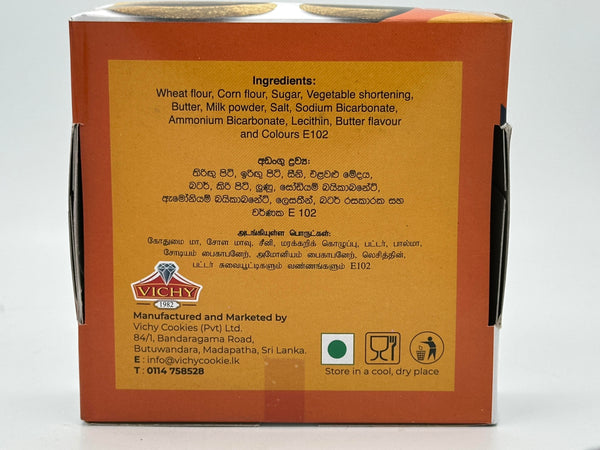 Ingredients:
Wheat flour, Corn flour, Sugar, Vegetable shortening,
Butter, Milk powder, Salt, Sodium Bicarbonate,
Ammonium Bicarbonate, Lecithin, Butter flavour
and Colours E102
අඩංගු ද්‍රව්‍ය:
තිරිඟු පිටි, ඉරිඟු පිටි, සීනි, එළවළු මේදය,
බටර්, කිරි පිටි, ලුණු, සෝඩියම් බයිකාබනේට්,
ඇමෝනියම් බයිකාබනේට්, ලෙසතීන්, බටර් රසකාරක සහ
වර්ණක E 102
அடங்கியுள்ள பொருட்கள்:
கோதுமை மா, சோள மாவு, சீனி, மரக்கறிக் கொழுப்பு, பட்டர், பால்மா,
சோடியம் பைகாபனேற், அமோனியம் பைகாபனேற், லெசித்தின்,
பட்டர் சுவையூட்டிகளும் வண்ணங்களும் E102
VICHY
1982
Manufactured and Marketed by
Vichy Cookies (Pvt) Ltd.
84/1, Bandaragama Road,
Butuwandara, Madapatha, Sri Lanka.
E : info@vichycookie.lk
T : 0114 758528
Store in a cool, dry place